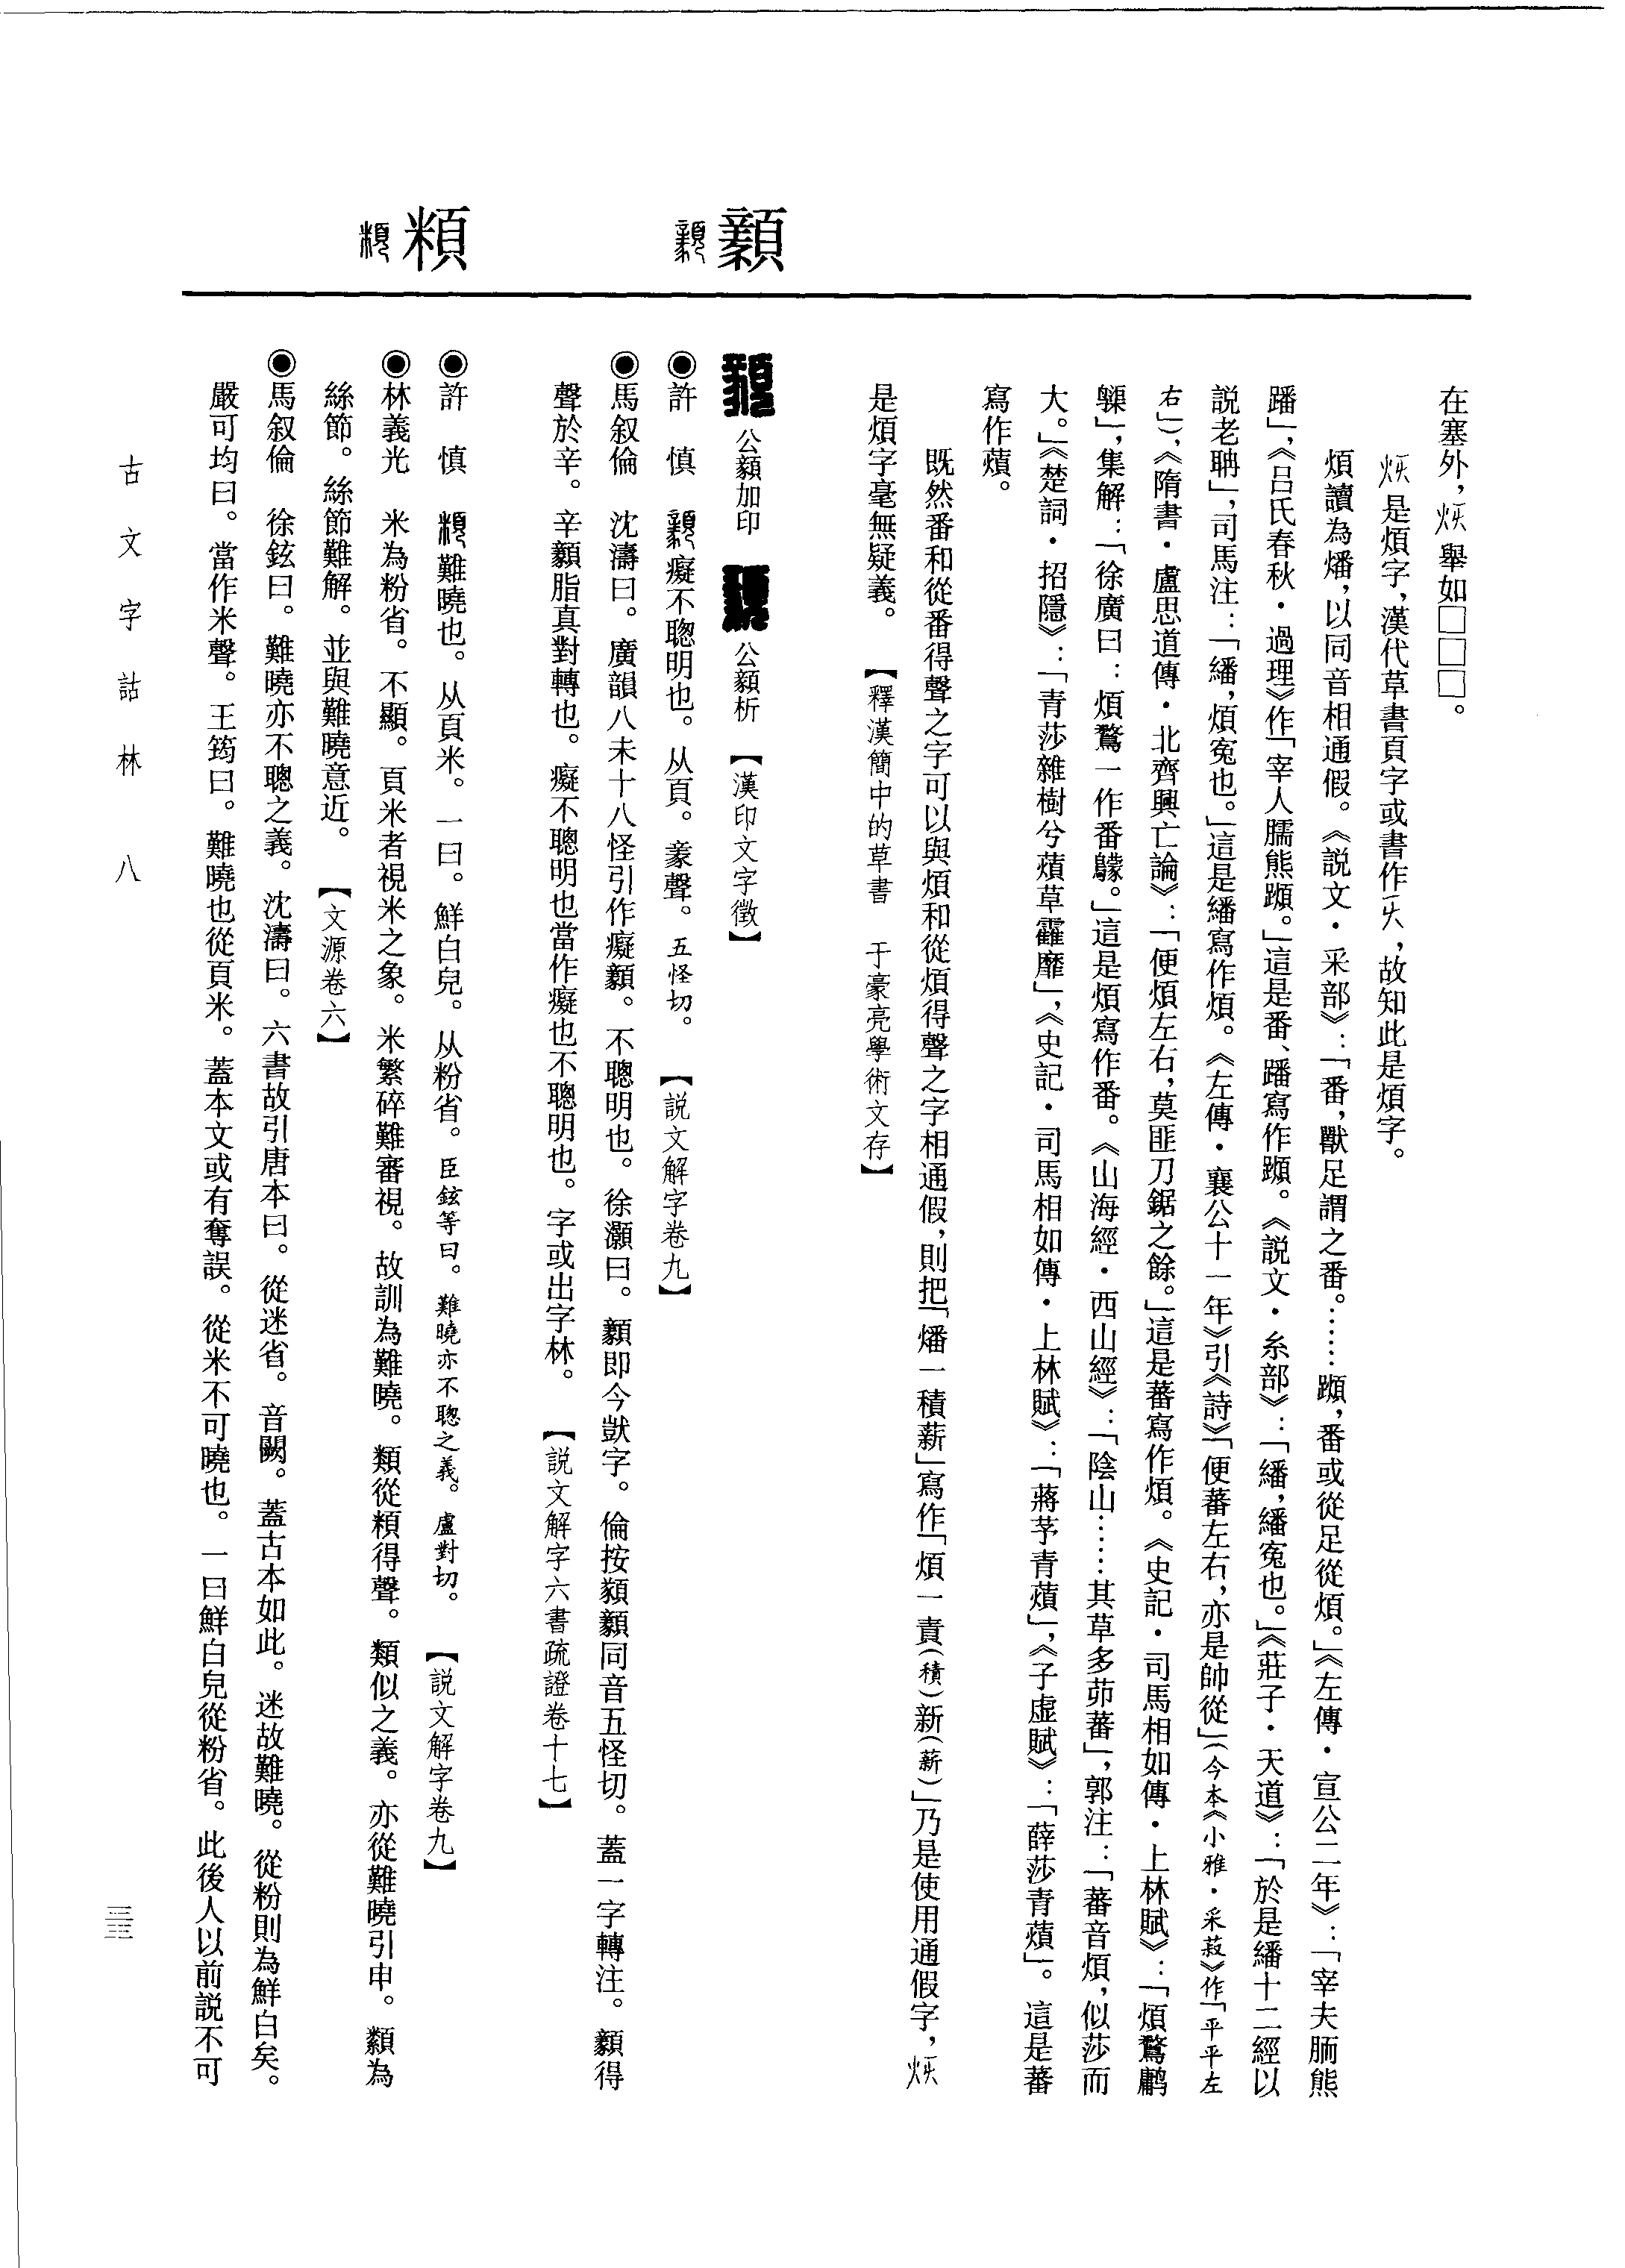 顡
頪
在塞外，舉如□□□。
是煩字，漢代草書頁字或書作，故知此是煩字。
煩讀為燔，以同音相通假。《説文·釆部》：「番，獸足謂之番。……蹞，番或從足從煩。」《左傳·宣公二年》：「宰夫胹熊
蹯」，《吕氏春秋·過理》作「宰人臑熊蹞。」這是番、蹯寫作蹞。《説文·糸部》：「繙，繙冤也。」《莊子·天道》：「於是繙十二經以
説老聃」，司馬注：「繙，煩冤也。」這是繙寫作煩。《左傳·襄公十一年》引《詩》「便蕃左右，亦是帥從」（今本《小雅·采菽》作「平平左
右」），《隋書·盧思道傳·北齊興亡論》：「便煩左右，莫匪刀鋸之餘。」這是蕃寫作煩。《史記·司馬相如傳·上林賦》：「煩鶩鷛
䴋」，集解：「徐廣曰：煩鶩一作番䴌。」這是煩寫作番。《山海經·西山經》：「陰山……其草多茆蕃」，郭注：「蕃音煩，似莎而
大。」《楚詞·招隱》：「青莎雜樹兮薠草靃靡」，《史記·司馬相如傳·上林賦》：「蔣芧青薠」，《子虚賦》：「薛莎青薠」。這是蕃
寫作薠。
既然番和從番得聲之字可以與煩和從煩得聲之字相通假，則把「燔一積薪」寫作「煩一責（積）新（薪）」乃是使用通假字，
是煩字毫無疑義。　【釋漢簡中的草書　于豪亮學術文存】
公顡加印　公顡析　【漢印文字徵】
◉許　慎　癡不聰明也。从頁。豙聲。五怪切。　【説文解字卷九】
◉馬叙倫　沈濤曰。廣韻八未十八怪引作癡顡。不聰明也。徐灝曰。顡即今獃字。倫按顡同音五怪切。蓋一字轉注。顡得
聲於辛。辛顡脂真對轉也。癡不聰明也當作癡也不聰明也。字或出字林。　【説文解字六書疏證卷十七】
◉許　慎　難曉也。从頁米。一曰。鮮白皃。从粉省。臣鉉等曰。難曉亦不聰之義。盧對切。　【説文解字卷九】
◉林義光　米為粉省。不顯。頁米者視米之象。米繁碎難審視。故訓為難曉。類從頪得聲。類似之義。亦從難曉引申。纇為
絲節。絲節難解。並與難曉意近。　【文源卷六】
◉馬叙倫　徐鉉曰。難曉亦不聰之義。沈濤曰。六書故引唐本曰。從迷省。音闕。蓋古本如此。迷故難曉。從粉則為鮮白矣。
嚴可均曰。當作米聲。王筠曰。難曉也從頁米。蓋本文或有奪誤。從米不可曉也。一曰鮮白皃從粉省。此後人以前説不可
古文字詁林　八